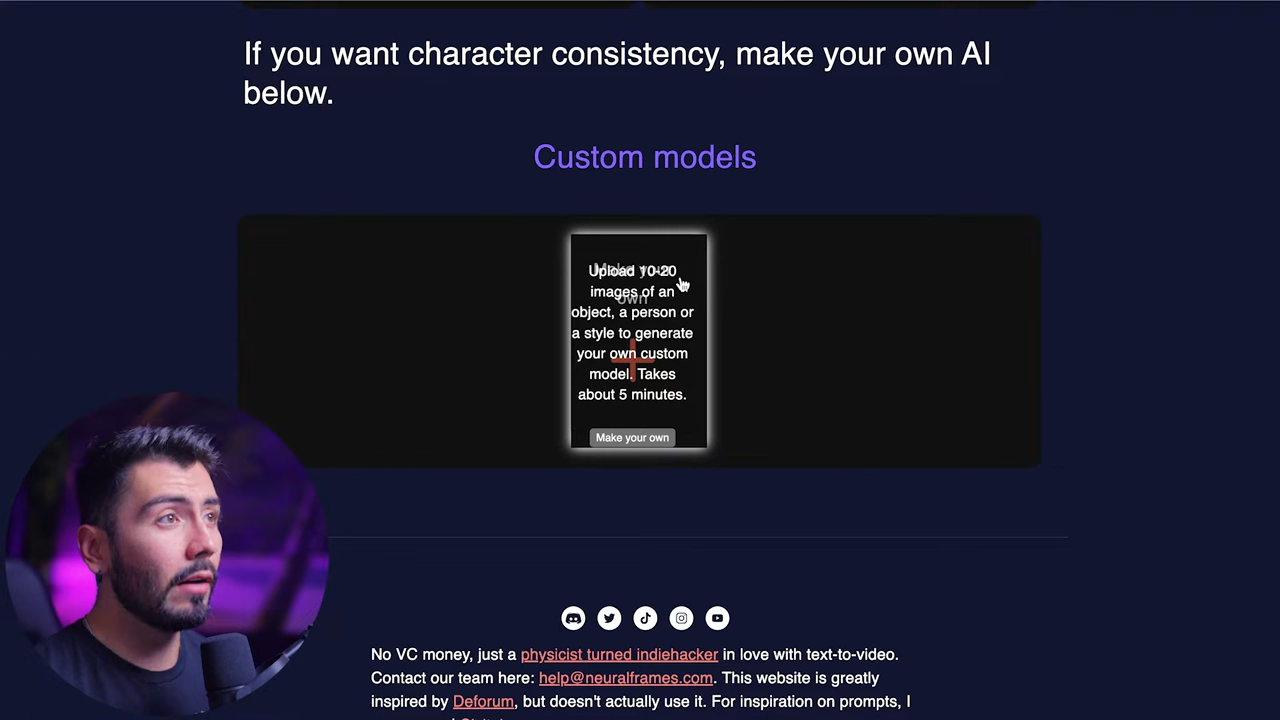 If you want character consistency, make your own AI
below.
Custom models
Make your
own
Upload 10-20
images of an
object, a person or
a style to generate
your own custom
model. Takes
about 5 minutes.
Make your own
No VC money, just a physicist turned indiehacker in love with text-to-video.
Contact our team here: help@neuralframes.com. This website is greatly
inspired by Deforum, but doesn't actually use it. For inspiration on prompts, I